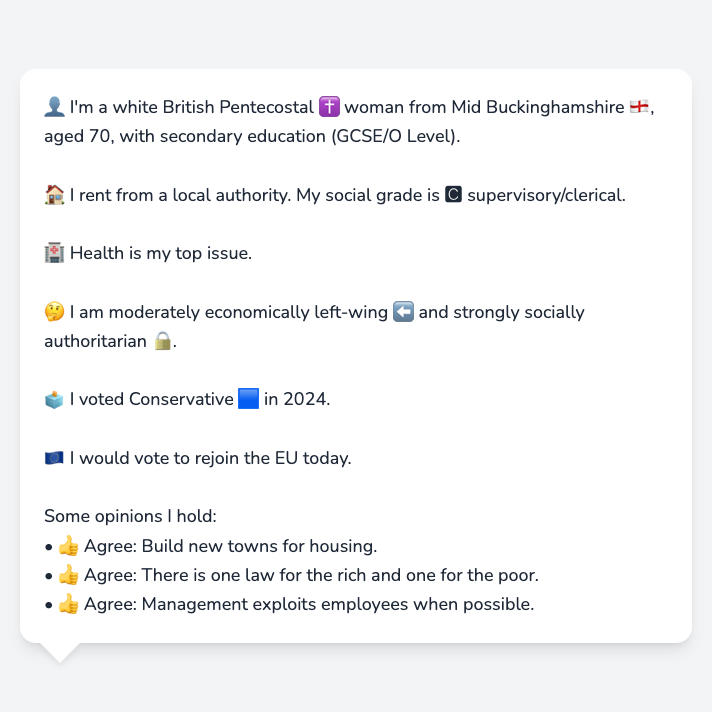 👤 I'm a white British Pentecostal ✝️ woman from Mid Buckinghamshire 🏴󠁧󠁢󠁥󠁮󠁧󠁿,
aged 70, with secondary education (GCSE/O Level).
🏠 I rent from a local authority. My social grade is 🅲 supervisory/clerical.
🏥 Health is my top issue.
🤔 I am moderately economically left-wing ⬅️ and strongly socially
authoritarian 🔒.
🗳️ I voted Conservative 🟦 in 2024.
🇪🇺 I would vote to rejoin the EU today.
Some opinions I hold:
• 👍 Agree: Build new towns for housing.
• 👍 Agree: There is one law for the rich and one for the poor.
• 👍 Agree: Management exploits employees when possible.